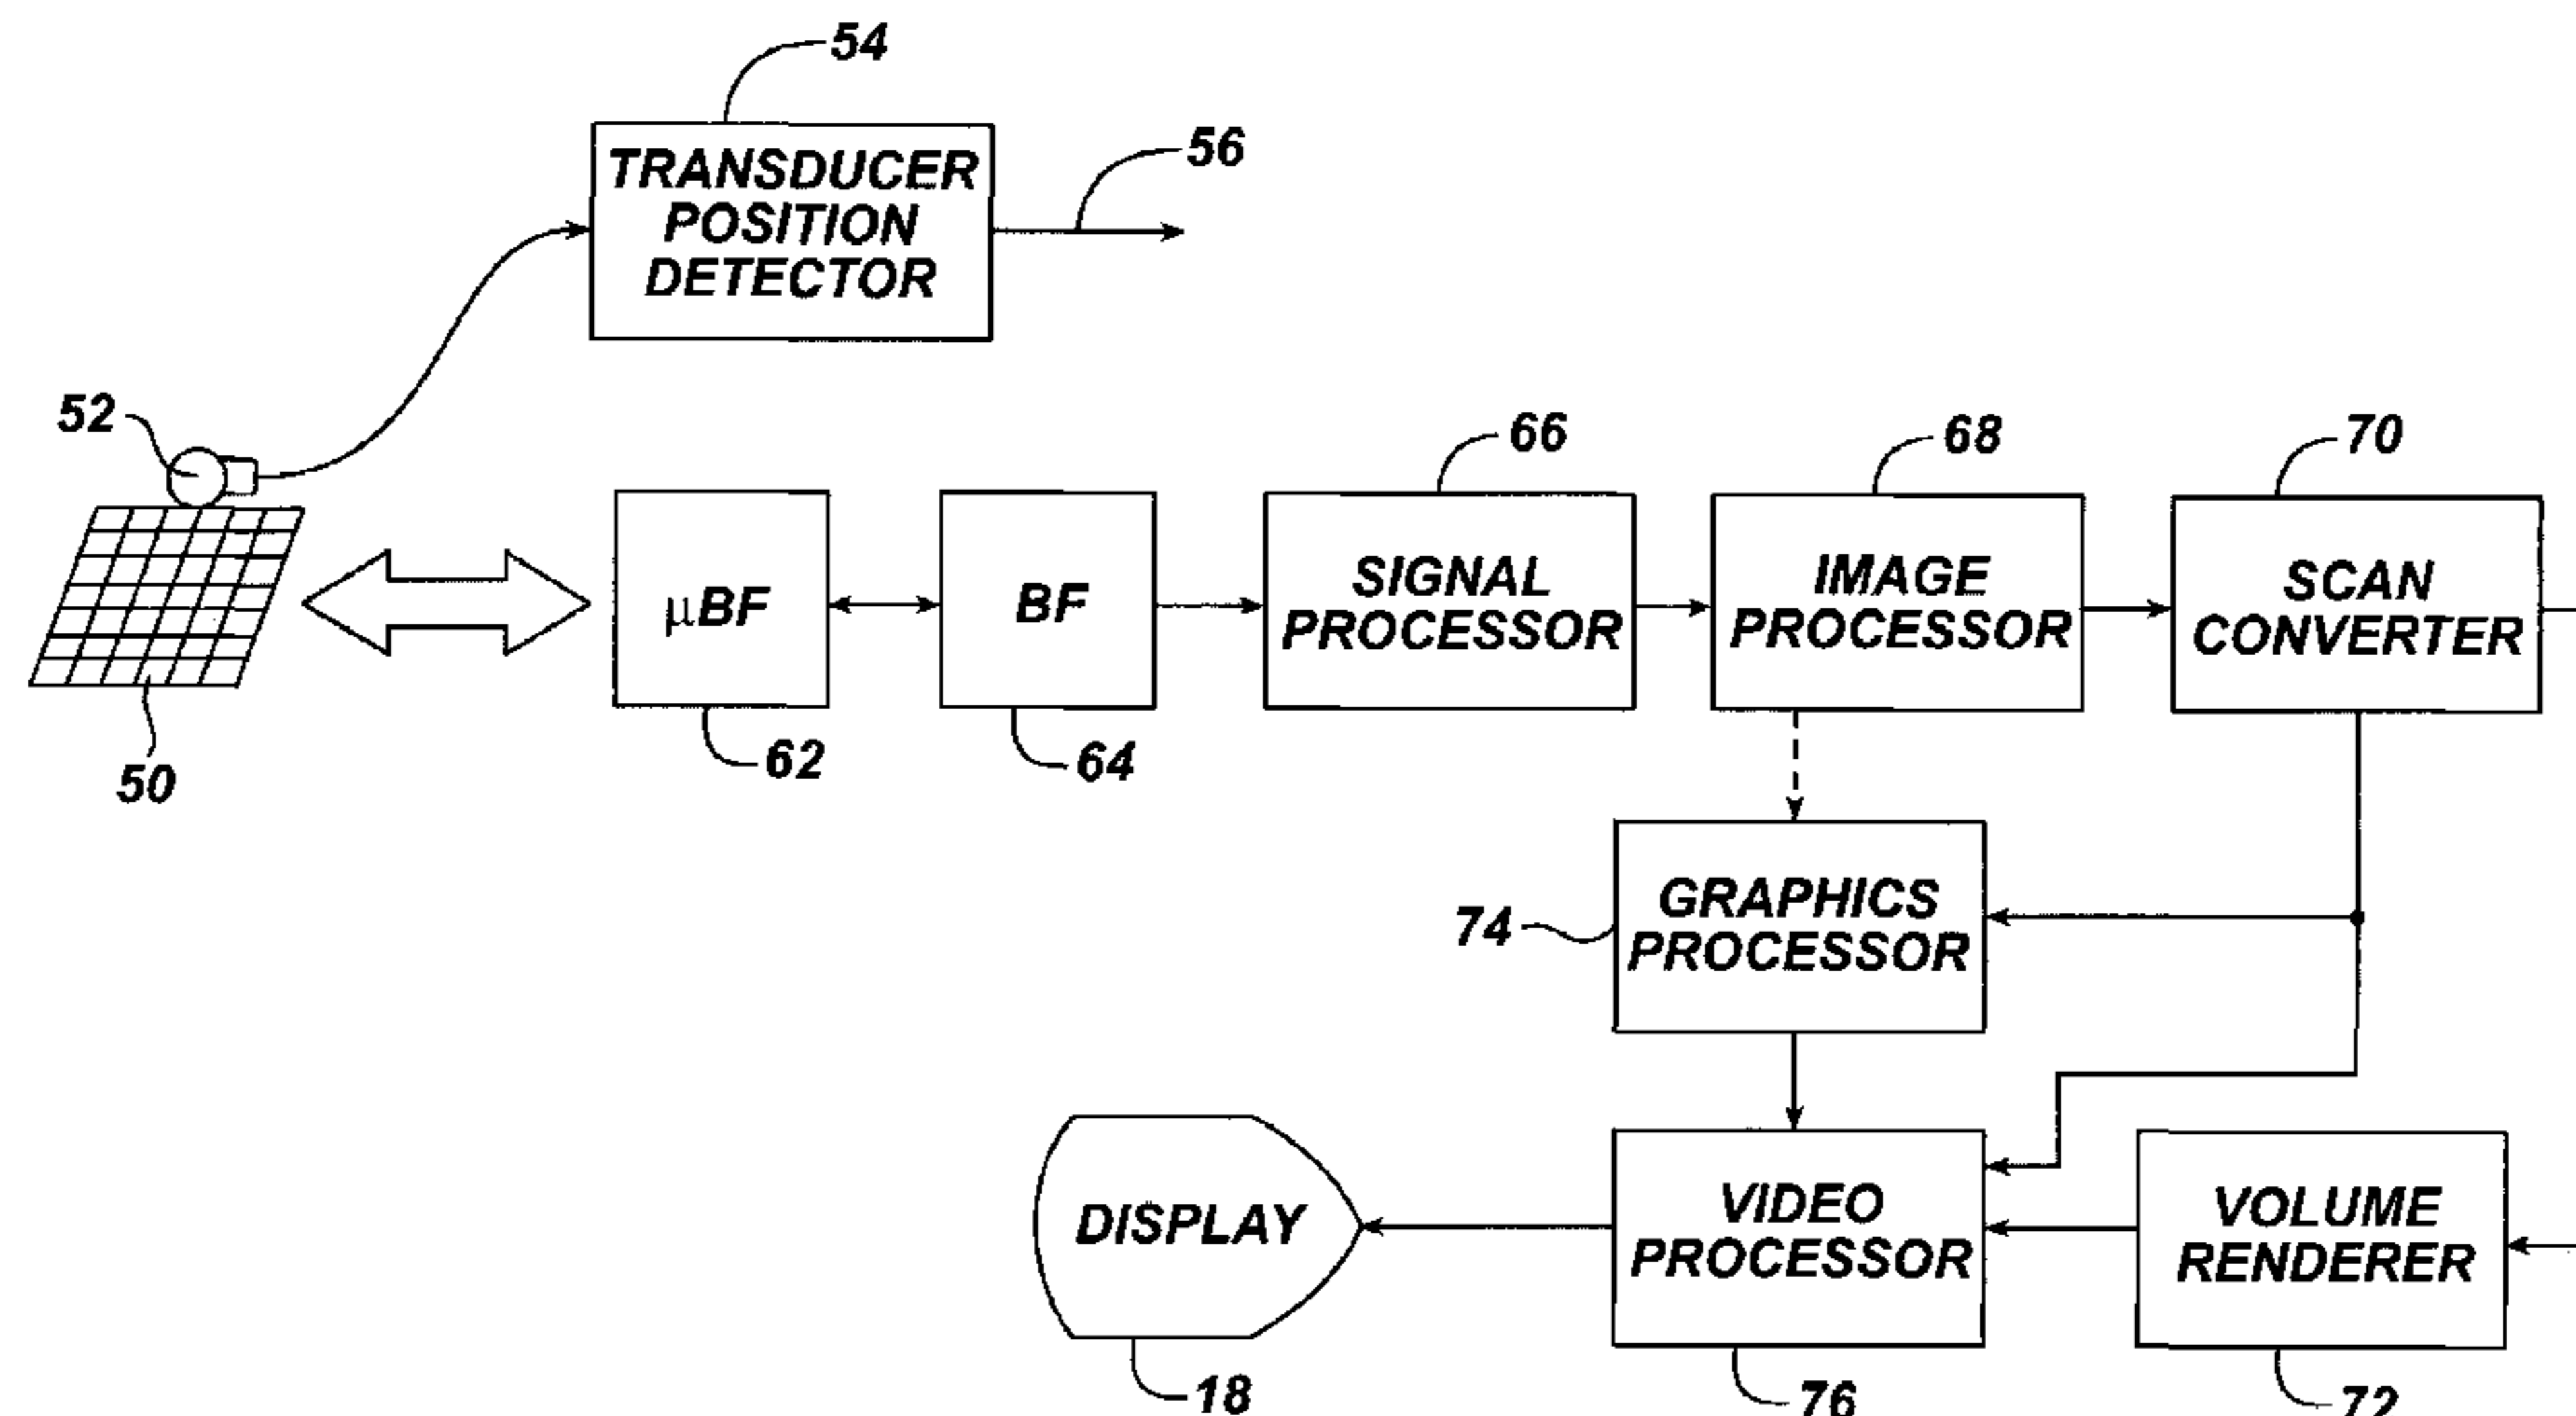 54
TRANSDUCER
POSITION
DETECTOR
56
52
50
μBF
62
BF
64
66
SIGNAL
PROCESSOR
68
IMAGE
PROCESSOR
70
SCAN
CONVERTER
74
GRAPHICS
PROCESSOR
DISPLAY
18
VIDEO
PROCESSOR
76
VOLUME
RENDERER
72